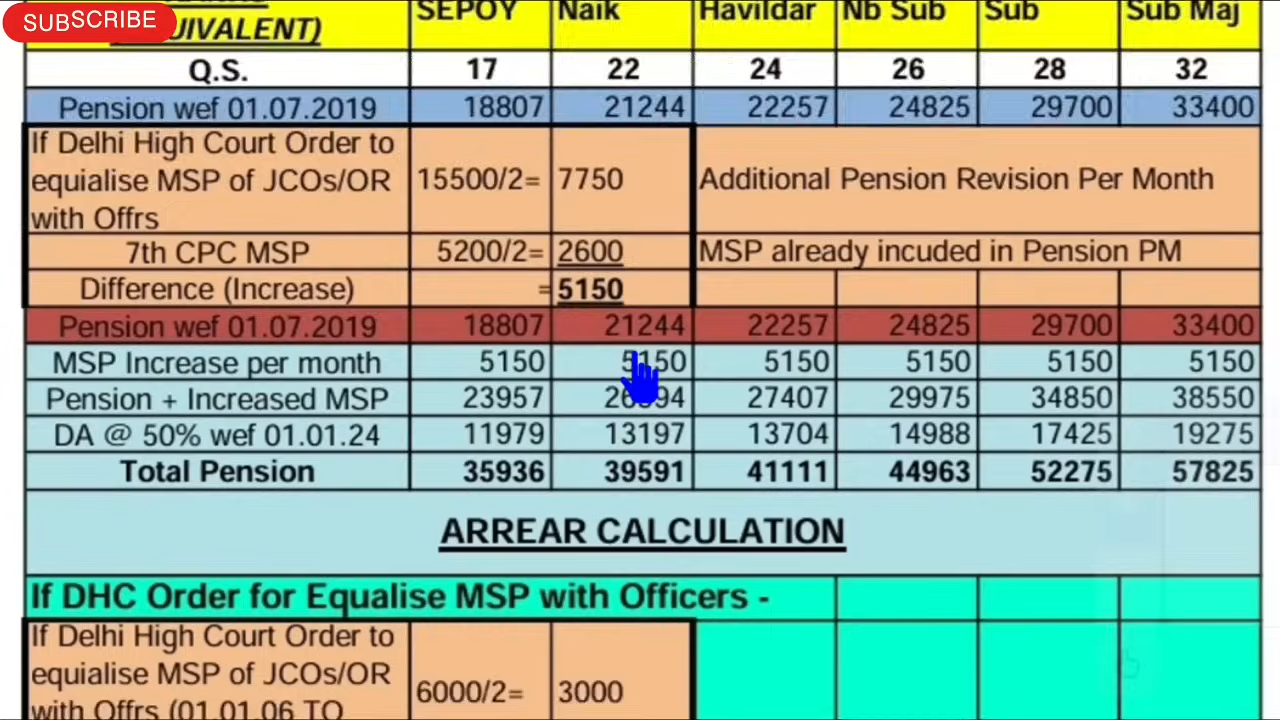 SUBSCRIBE
SEPOY Naik Havildar Nb Sub Sub Sub Maj
Q.S. 17 22 24 26 28 32
Pension wef 01.07.2019 18807 21244 22257 24825 29700 33400
If Delhi High Court Order to
equialise MSP of JCOs/OR 15500/2= 7750 Additional Pension Revision Per Month
with Offrs
7th CPC MSP 5200/2= 2600 MSP already incuded in Pension PM
Difference (Increase) =5150
Pension wef 01.07.2019 18807 21244 22257 24825 29700 33400
MSP Increase per month 5150 5150 5150 5150 5150 5150
Pension + Increased MSP 23957 27407 29975 34850 38550
DA @ 50% wef 01.01.24 11979 13197 13704 14988 17425 19275
Total Pension 35936 39591 41111 44963 52275 57825
ARREAR CALCULATION
If DHC Order for Equalise MSP with Officers -
If Delhi High Court Order to
equialise MSP of JCOs/OR
6000/2= 3000
with Offrs (01.01.06 TO